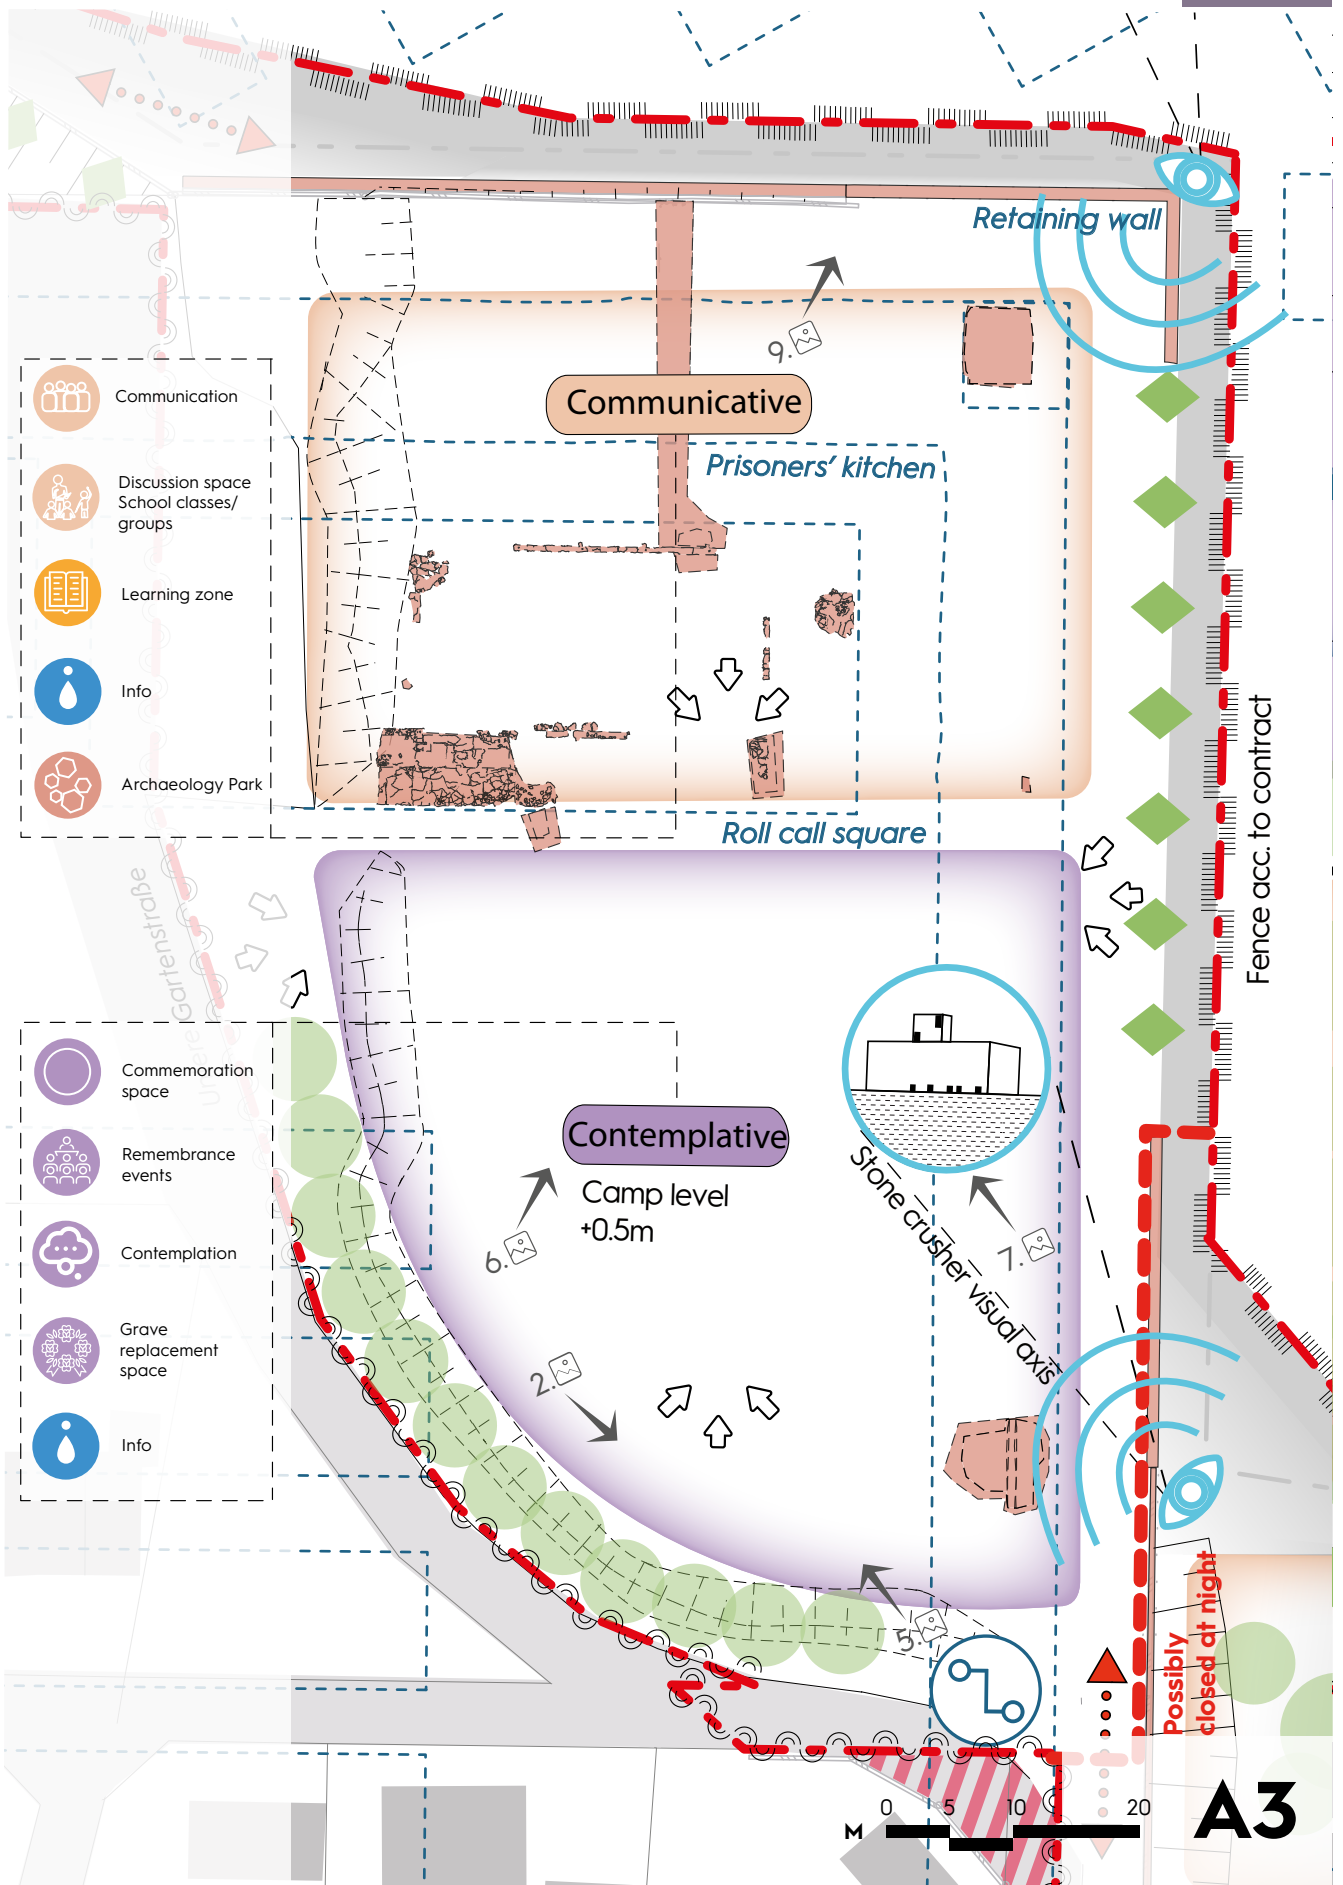 Retaining wall
9.
Communicative
Prisoners’ kitchen
Communication
Discussion space
School classes/
groups
Learning zone
Info
Archaeology Park
Roll call square
Fence acc. to contract
Untere Gartenstraße
Commemoration
space
Remembrance
events
Contemplation
Grave
replacement
space
Info
Contemplative
Camp level
+0.5m
6.
Stone crusher visual axis
7.
2.
5.
Possibly
closed at night
M
0 5 10 20
A3